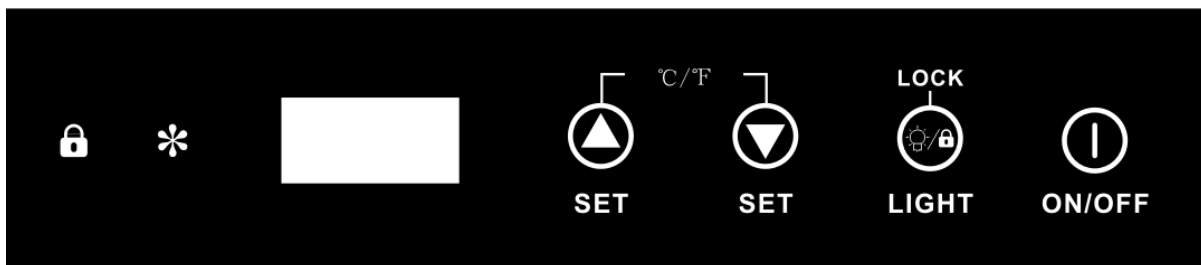 ℃/℉
LOCK
SET
SET
LIGHT
ON/OFF